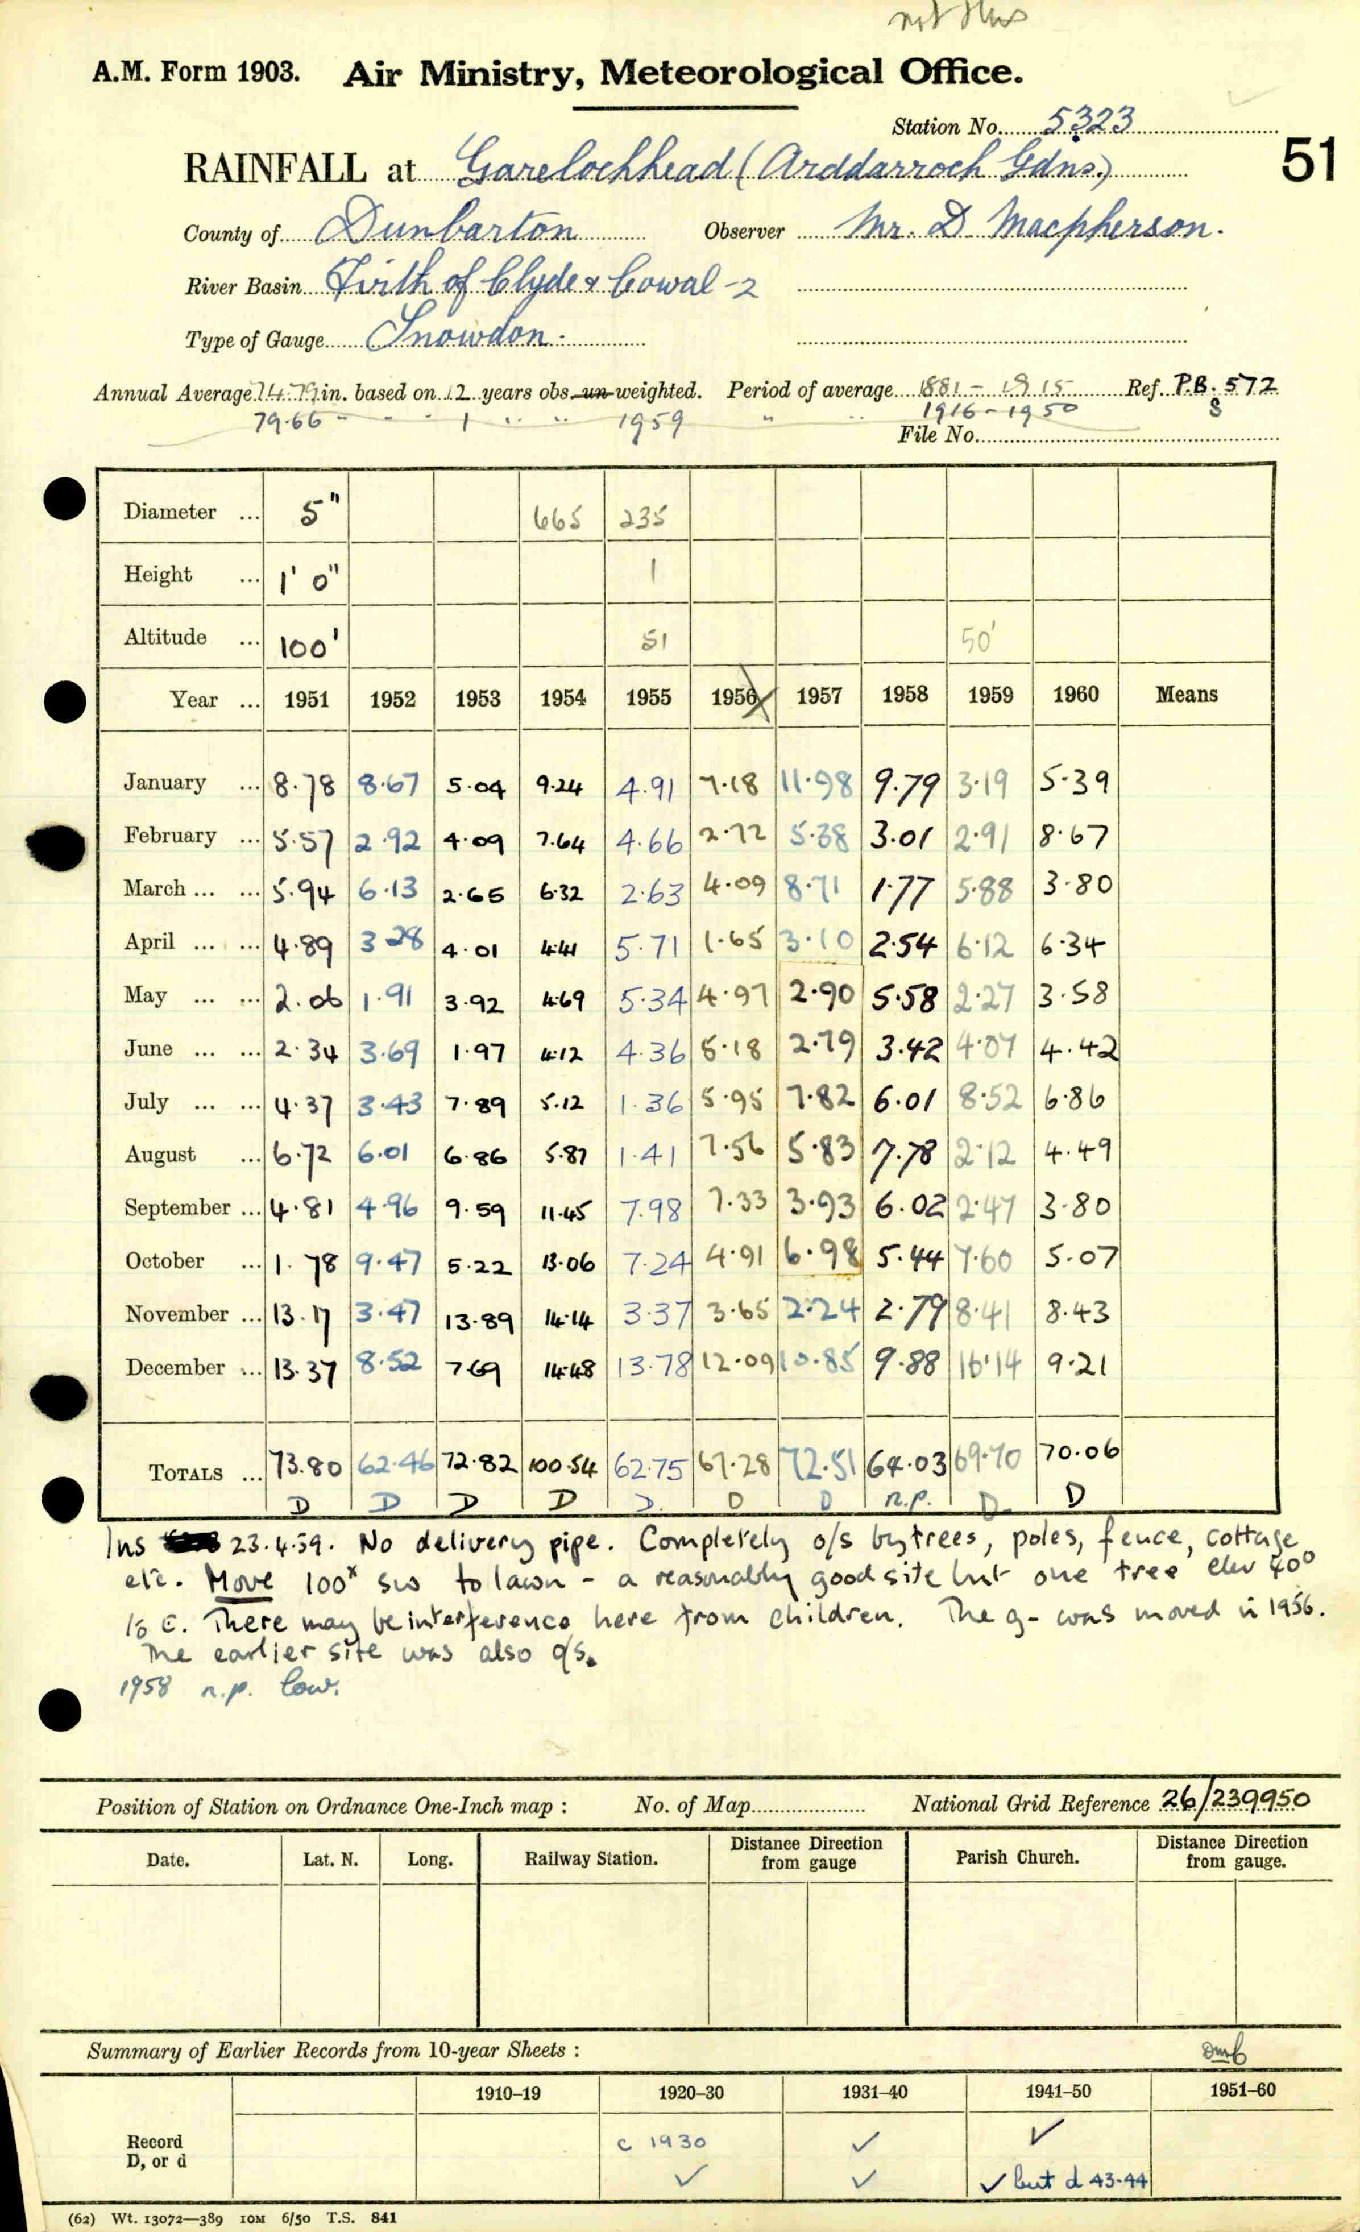 not this
A.M. Form 1903. Air Ministry, Meteorological Office.
Station No. 5323
RAINFALL at Garelochhead (Arddarroch Gdns.) 51
County of Dunbarton Observer Mr. D Macpherson.
River Basin Firth of Clyde & Cowal - 2
Type of Gauge Snowdon.
Annual Average 74.79 in. based on 12 years obs. un-weighted. Period of average 1881 - 1915 Ref. P.B. 572
79.66 " " " 1 " " " 1959 " " 1916 - 1950 S
File No.
Diameter ... 5" 665 235
Height ... 1' 0" 1
Altitude ... 100' 51 50'
Year ... 1951 1952 1953 1954 1955 1956 X 1957 1958 1959 1960 Means
January ... 8.78 8.67 5.04 9.24 4.91 7.18 11.98 9.79 3.19 5.39
February ... 5.57 2.92 4.09 7.64 4.66 2.72 5.38 3.01 2.91 8.67
March ... ... 5.94 6.13 2.65 6.32 2.63 4.09 8.71 1.77 5.88 3.80
April ... ... 4.89 3.28 4.01 4.41 5.71 1.65 3.10 2.54 6.12 6.34
May ... ... 2.06 1.91 3.92 4.69 5.34 4.97 2.90 5.58 2.27 3.58
June ... ... 2.34 3.69 1.97 4.12 4.36 5.18 2.79 3.42 4.07 4.42
July ... ... 4.37 3.43 7.89 5.12 1.36 5.95 7.82 6.01 8.52 6.86
August ... 6.72 6.01 6.86 5.87 1.41 7.56 5.83 7.78 2.12 4.49
September ... 4.81 4.96 9.59 11.45 7.98 7.33 3.93 6.02 2.47 3.80
October ... 1.78 9.47 5.22 13.06 7.24 4.91 6.98 5.44 7.60 5.07
November ... 13.17 3.47 13.89 14.14 3.37 3.65 2.24 2.79 8.41 8.43
December ... 13.37 8.52 7.69 14.48 13.78 12.09 10.85 9.88 16.14 9.21
TOTALS ... 73.80 62.46 72.82 100.54 62.75 67.28 72.51 64.03 69.70 70.06
D D D D D. D D n.p. D. D
Ins 23.4.59. No delivery pipe. Completely o/s by trees, poles, fence, cottage
etc. Move 100x SW to lawn - a reasonably good site but one tree elev 40°
to E. There may be interference here from children. The g- was moved in 1956.
The earlier site was also o/s.
1958 n.p. low.
Position of Station on Ordnance One-Inch map : No. of Map National Grid Reference 26/239950
Date. Lat. N. Long. Railway Station. Distance Direction from gauge Parish Church. Distance Direction from gauge.
Summary of Earlier Records from 10-year Sheets :
1910–19 1920–30 1931–40 1941–50 1951–60
Record c 1930 ✓ ✓
D, or d ✓ ✓ ✓ but d 43-44
(62) Wt. 13072—389 10M 6/50 T.S. 841